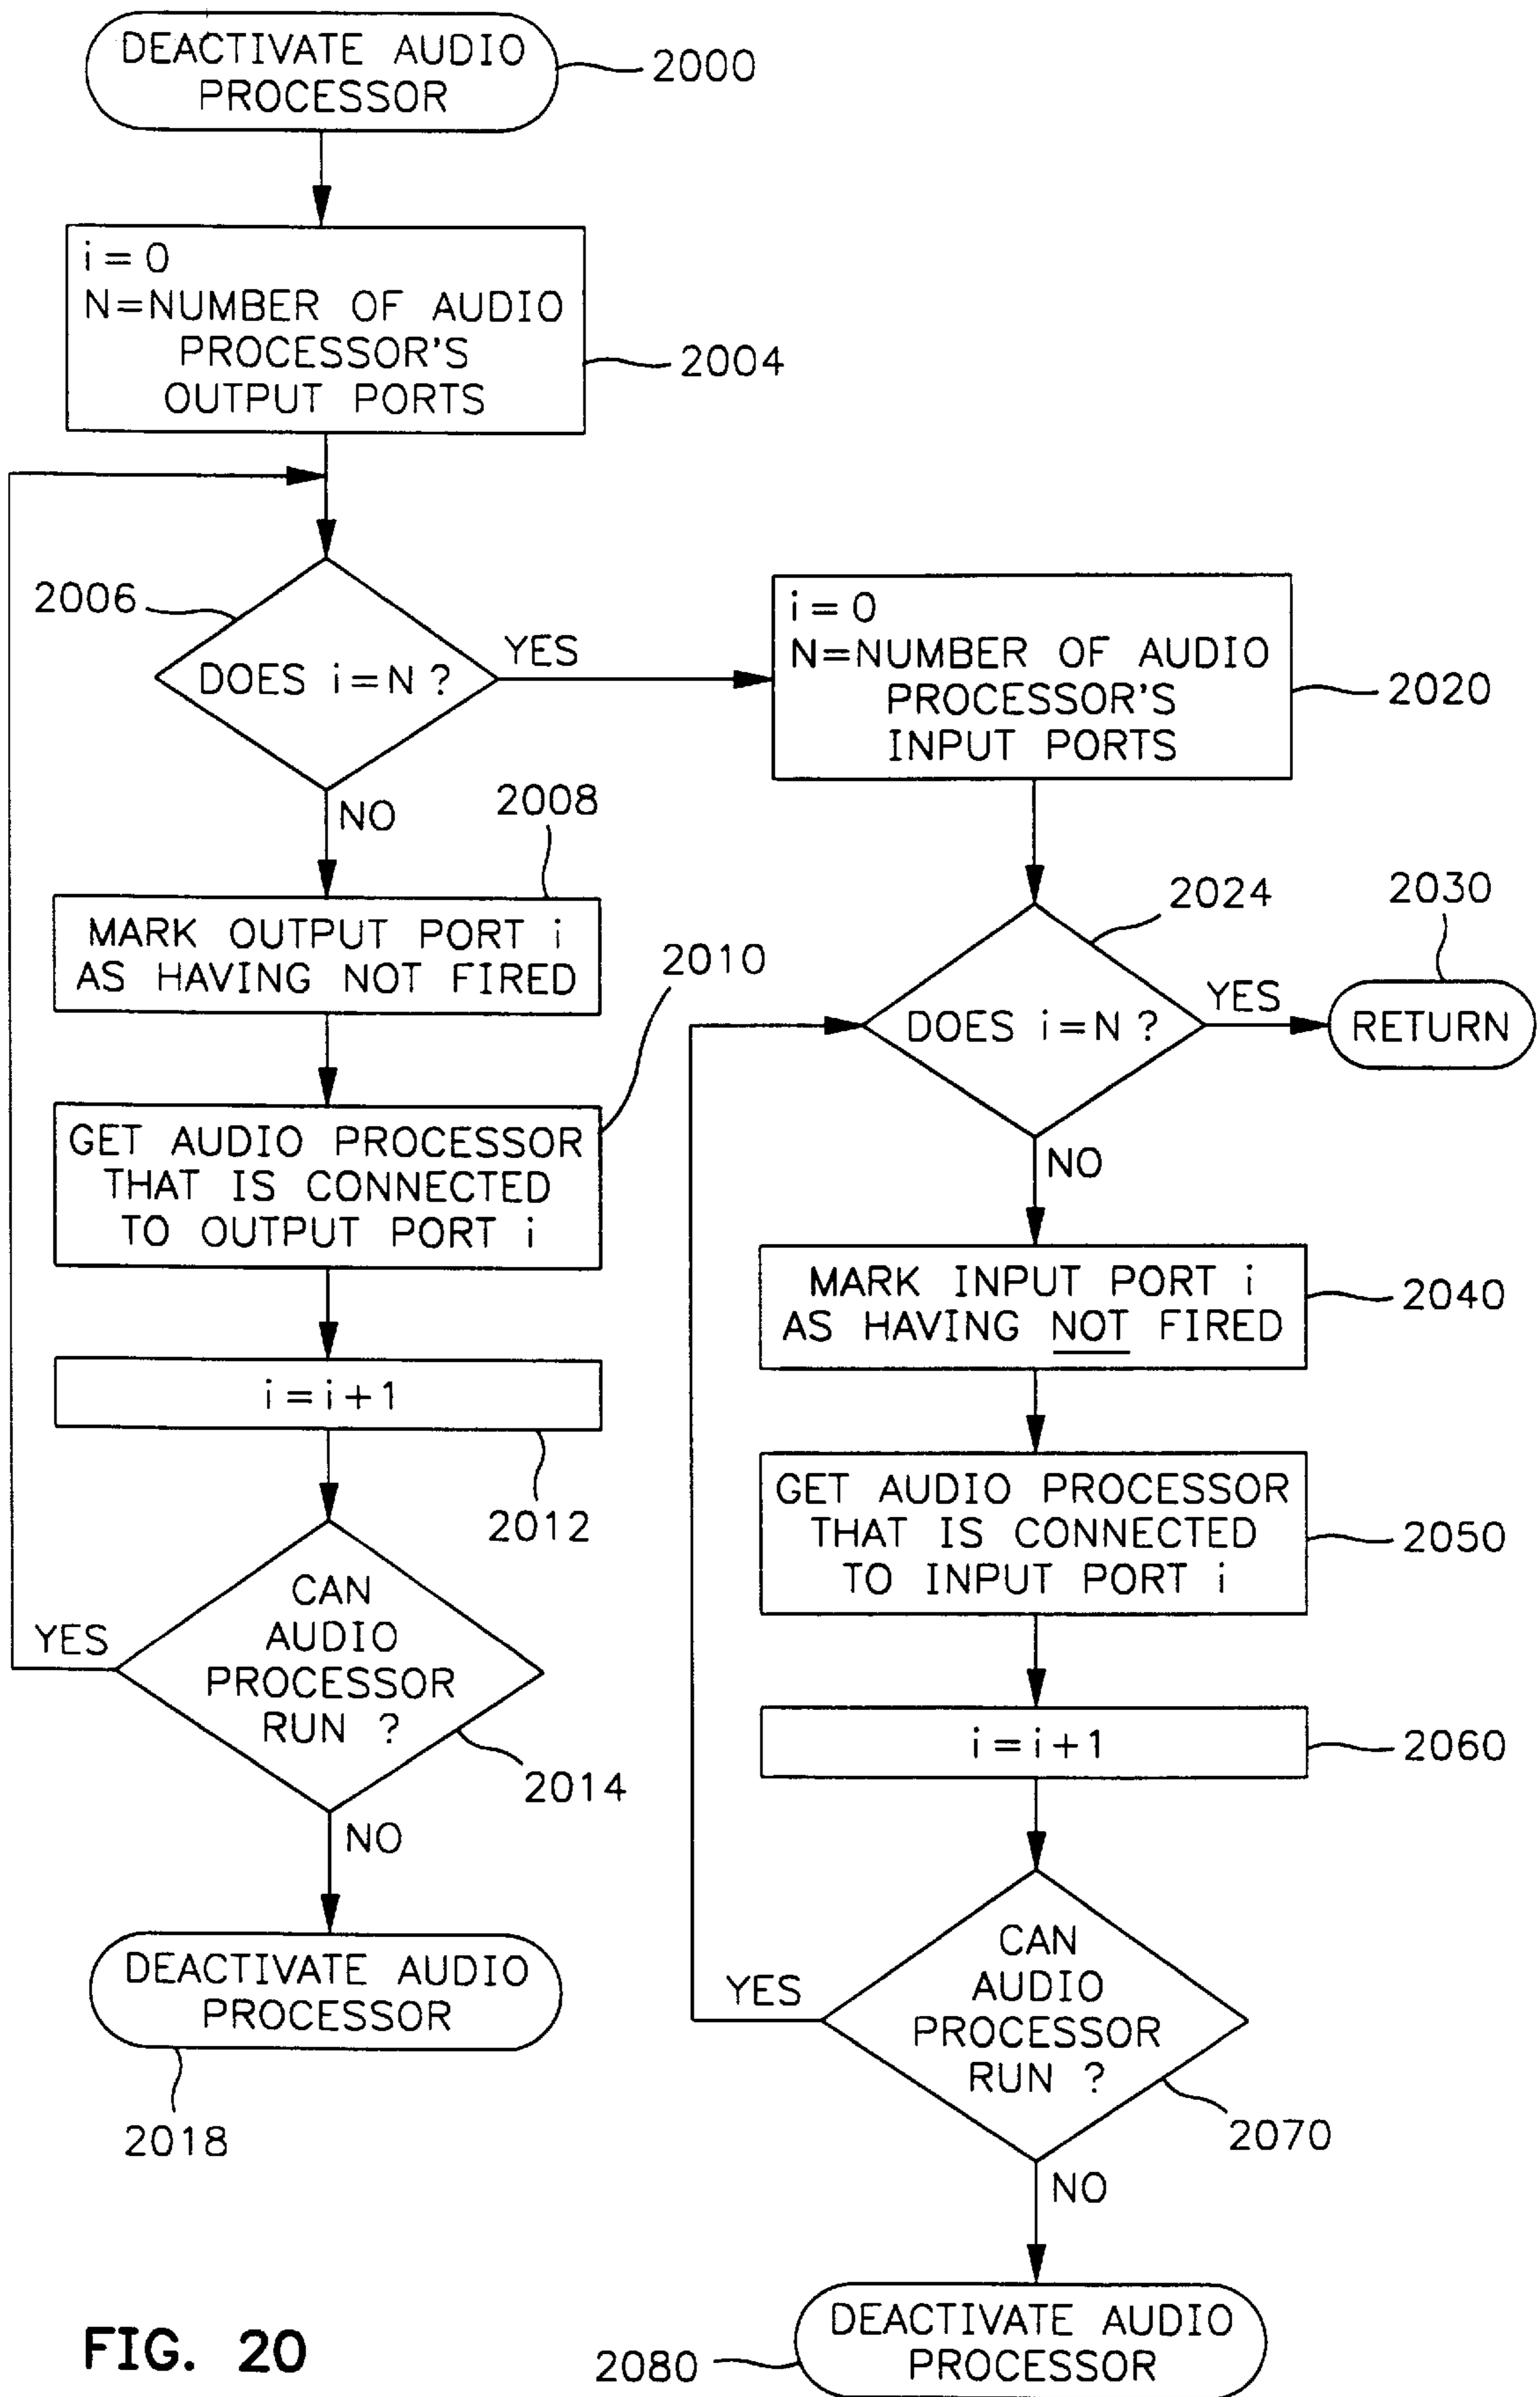 DEACTIVATE AUDIO
PROCESSOR
2000
i = 0
N=NUMBER OF AUDIO
PROCESSOR'S
OUTPUT PORTS
2004
2006
DOES i=N ?
YES
NO
2008
MARK OUTPUT PORT i
AS HAVING NOT FIRED
2010
GET AUDIO PROCESSOR
THAT IS CONNECTED
TO OUTPUT PORT i
i = i+1
2012
CAN
AUDIO
PROCESSOR
RUN ?
YES
2014
NO
DEACTIVATE AUDIO
PROCESSOR
2018
i = 0
N=NUMBER OF AUDIO
PROCESSOR'S
INPUT PORTS
2020
2024
DOES i=N ?
YES
2030
RETURN
NO
MARK INPUT PORT i
AS HAVING NOT FIRED
2040
GET AUDIO PROCESSOR
THAT IS CONNECTED
TO INPUT PORT i
2050
i = i+1
2060
CAN
AUDIO
PROCESSOR
RUN ?
YES
2070
NO
DEACTIVATE AUDIO
PROCESSOR
2080
FIG. 20